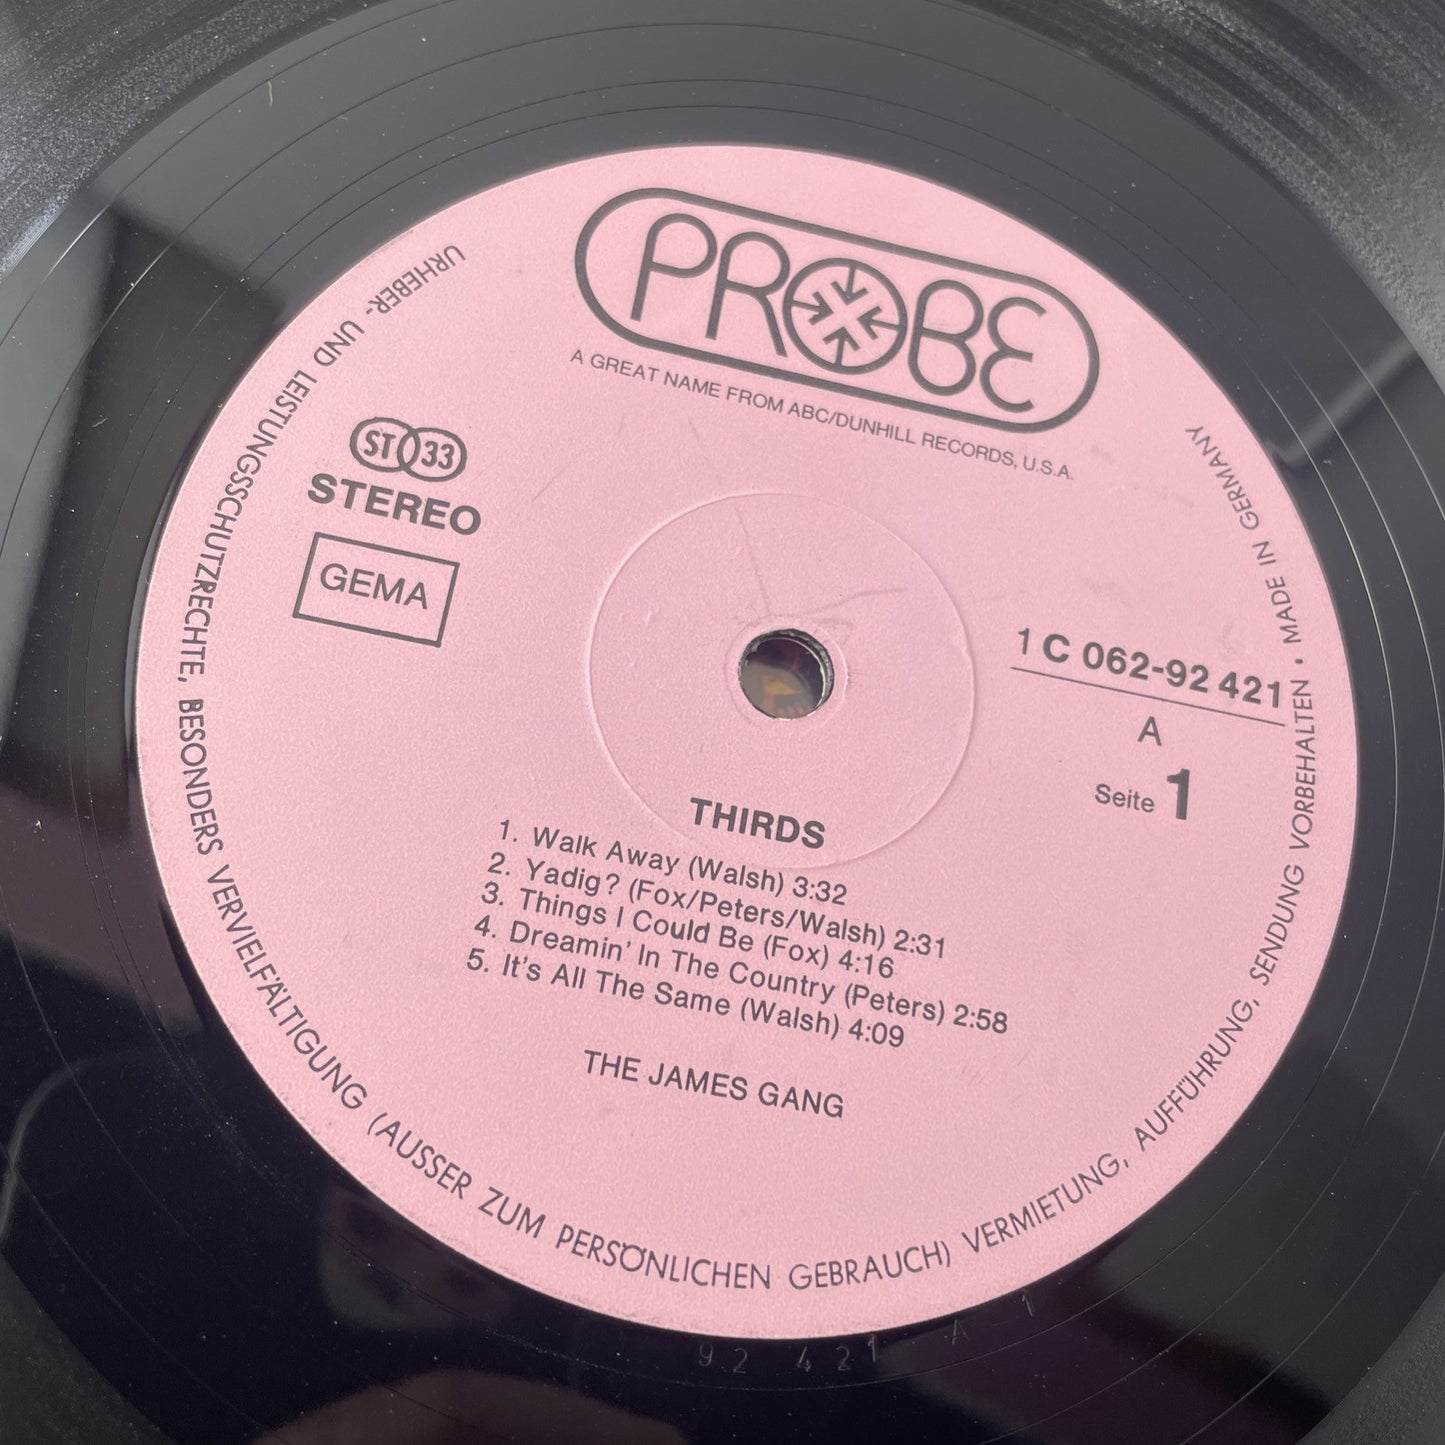 PROBE
A GREAT NAME FROM ABC/DUNHILL RECORDS, U.S.A.
ST 33
STEREO
GEMA
1 C 062-92 421
A
Seite 1
THIRDS
1. Walk Away (Walsh) 3:32
2. Yadig? (Fox/Peters/Walsh) 2:31
3. Things I Could Be (Fox) 4:16
4. Dreamin' In The Country (Peters) 2:58
5. It's All The Same (Walsh) 4:09
THE JAMES GANG
URHEBER- UND LEISTUNGSSCHUTZRECHTE, BESONDERS VERVIELFÄLTIGUNG (AUSSER ZUM PERSÖNLICHEN GEBRAUCH) VERMIETUNG, AUFFÜHRUNG, SENDUNG VORBEHALTEN · MADE IN GERMANY
92 421 - A - 1